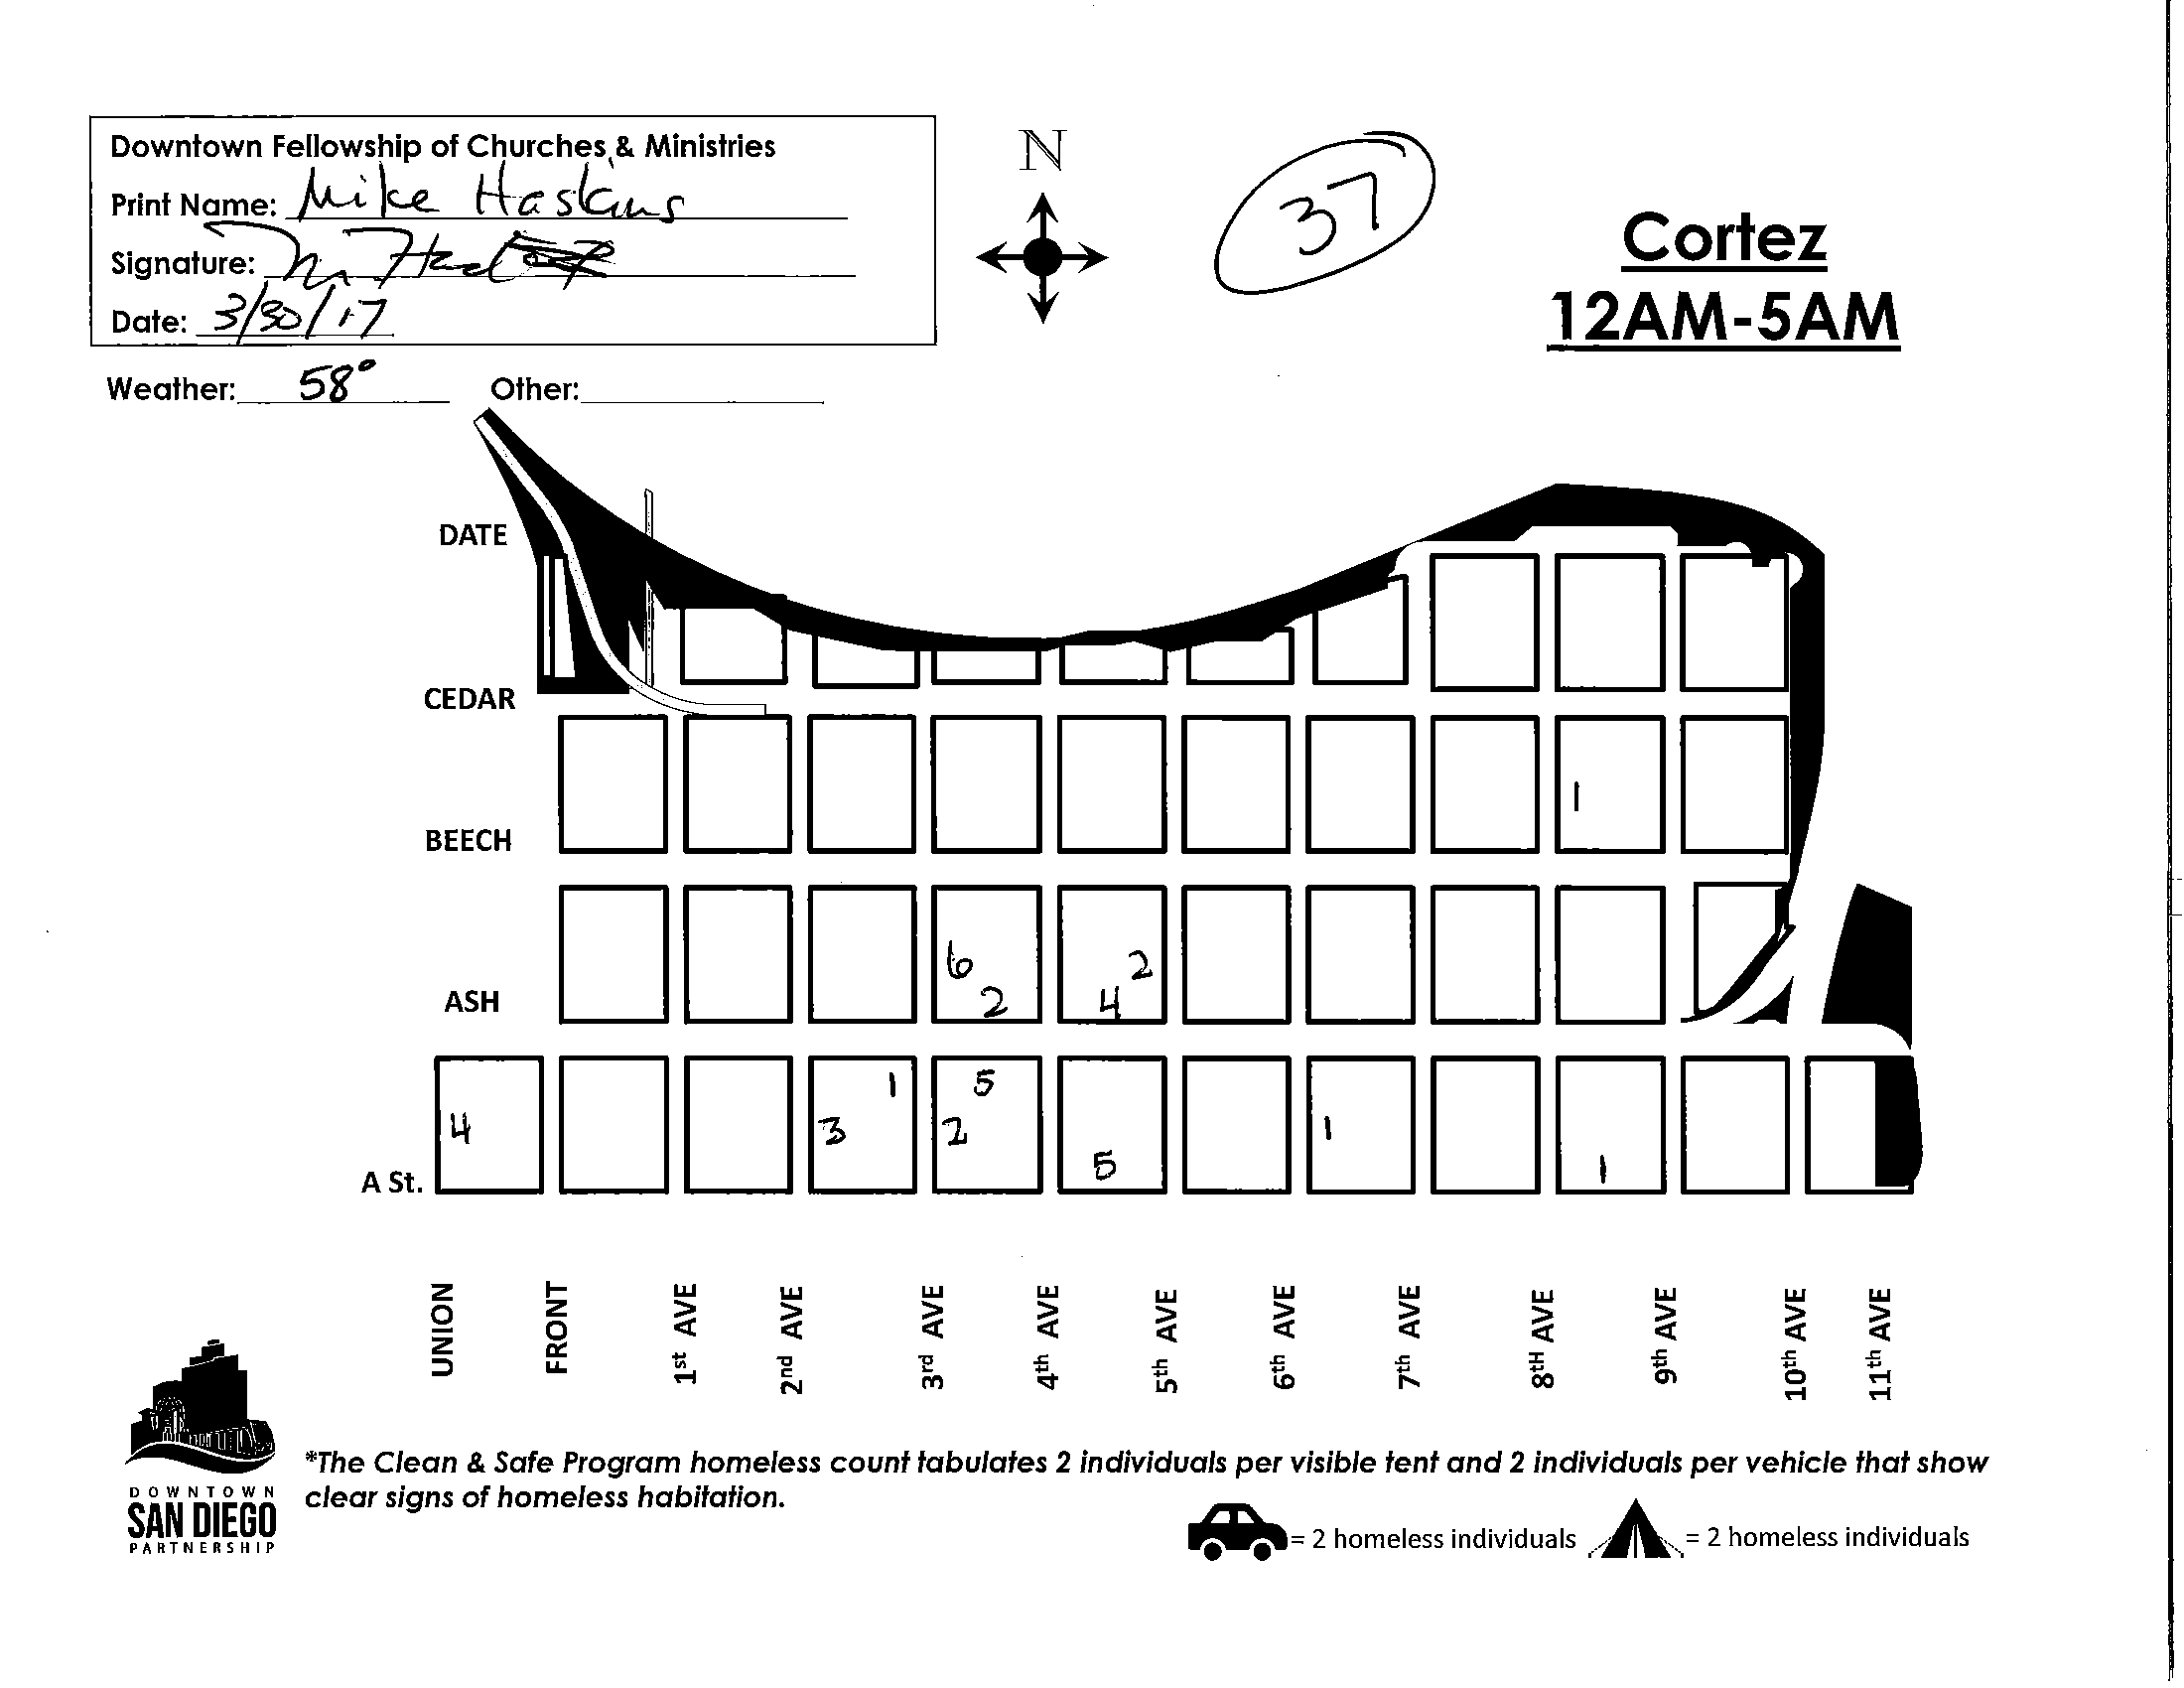 Downtown Fellowship of Churches & Ministries
Print Name: Mike Haskins
Signature:
Date: 3/30/17
N
37
Cortez
12AM-5AM
Weather: 58° Other:
DATE
CEDAR
BEECH
1
ASH
6 2
2 4
A St.
4
3 1
5 2
5
1
1
UNION
FRONT
1st AVE
2nd AVE
3rd AVE
4th AVE
5th AVE
6th AVE
7th AVE
8tH AVE
9th AVE
10th AVE
11th AVE
*The Clean & Safe Program homeless count tabulates 2 individuals per visible tent and 2 individuals per vehicle that show
clear signs of homeless habitation.
DOWNTOWN
SAN DIEGO
PARTNERSHIP
= 2 homeless individuals
= 2 homeless individuals